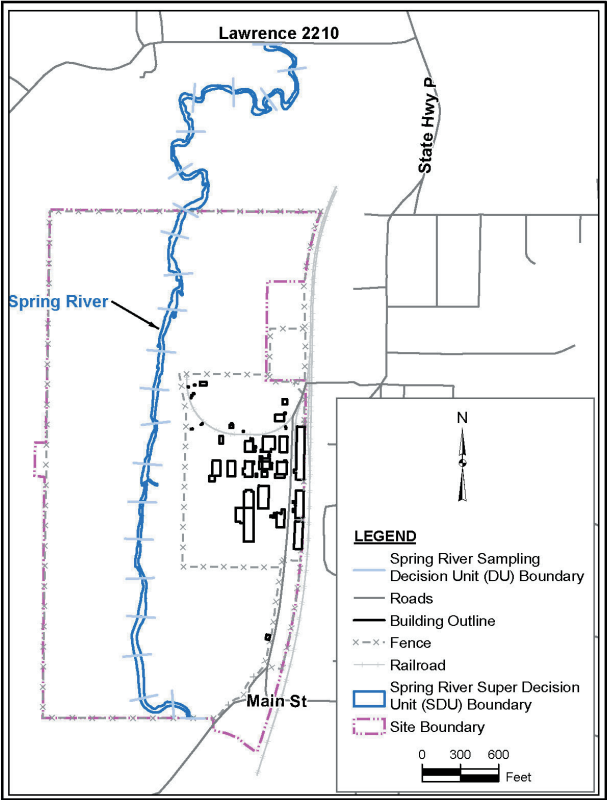 Lawrence 2210
State Hwy P
Spring River
N
LEGEND
Spring River Sampling
Decision Unit (DU) Boundary
Roads
Building Outline
Fence
Railroad
Spring River Super Decision
Unit (SDU) Boundary
Site Boundary
Main St
0 300 600
Feet